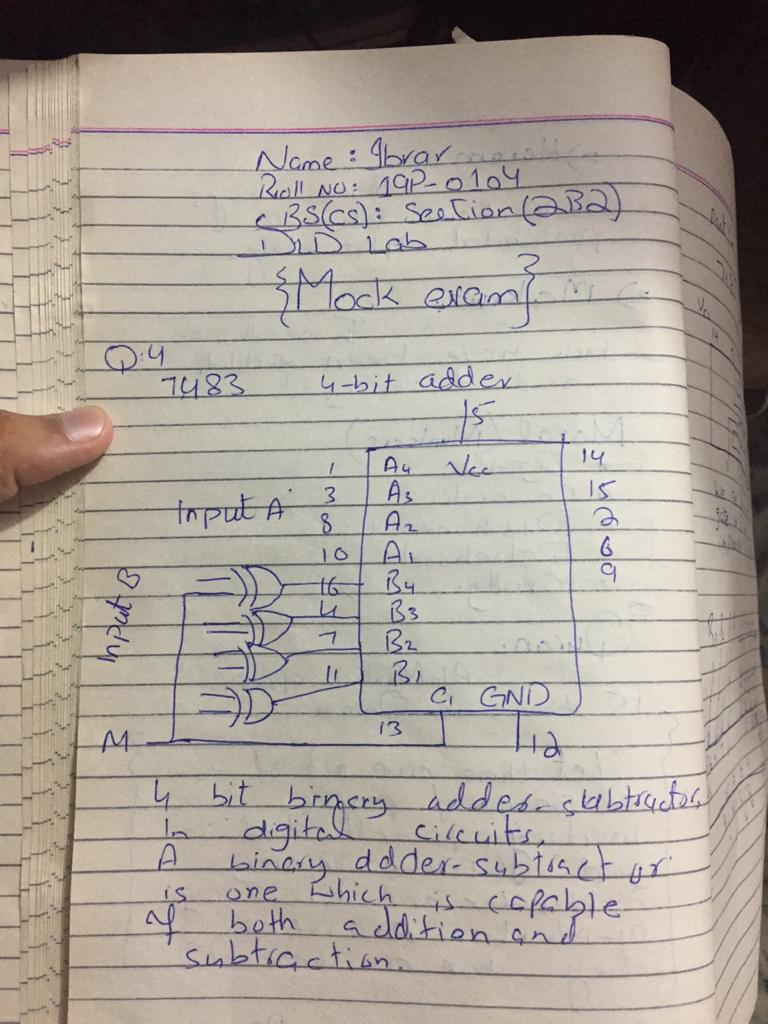 Name: Ibrar
Roll No: 19P-0104
BS(CS): Section(2B2)
DLD Lab
{Mock exam}
Q:4
7483 4-bit adder
15
1 A4 Vcc 14
3 A3 15
Input A 8 A2 2
10 A1 6
9
Input B 16 B4
4 B3
7 B2
11 B1
C1 GND
M 13 12
4 bit binary adder-subtractor
In digital circuits,
A binary adder-subtract or
is one which is capable
of both addition and
subtraction.